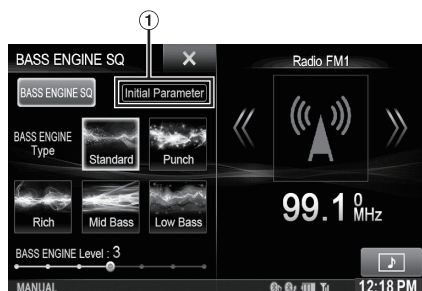 1
BASS ENGINE SQ
Radio FM1
BASS ENGINE SQ
Initial Parameter
BASS ENGINE
Type
Standard
Punch
Rich
Mid Bass
Low Bass
99.1 0 MHz
BASS ENGINE Level : 3
MANUAL
12:18 PM